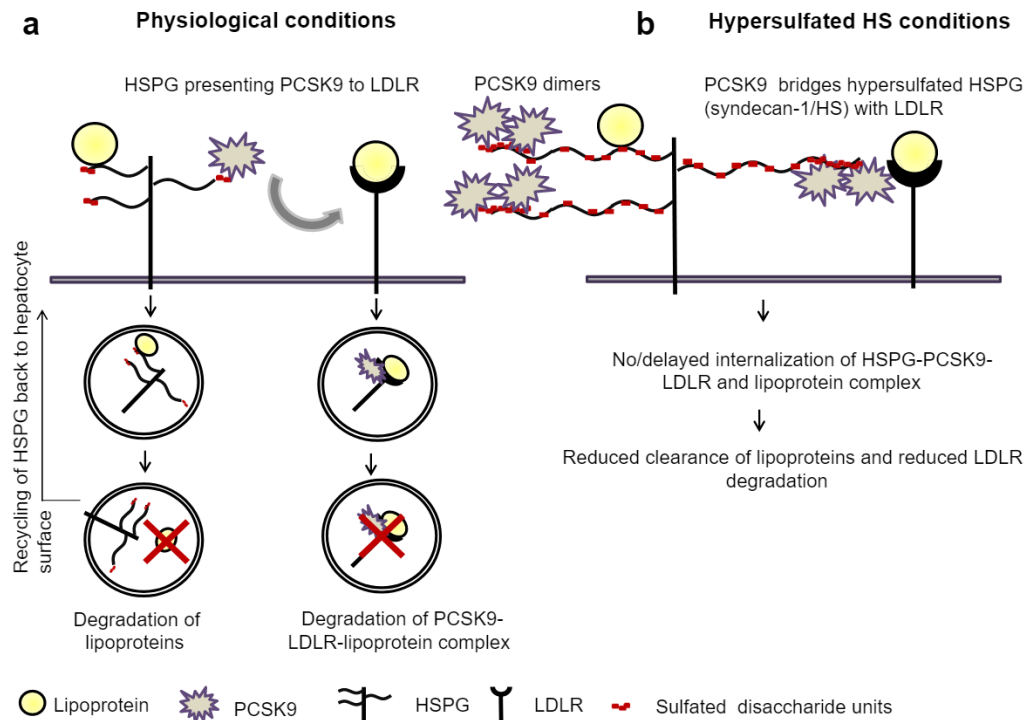 a
Physiological conditions
b
Hypersulfated HS conditions
HSPG presenting PCSK9 to LDLR
PCSK9 dimers
PCSK9 bridges hypersulfated HSPG
(syndecan-1/HS) with LDLR
Recycling of HSPG back to hepatocyte
surface
No/delayed internalization of HSPG-PCSK9-
LDLR and lipoprotein complex
Reduced clearance of lipoproteins and reduced LDLR
degradation
Degradation of
lipoproteins
Degradation of PCSK9-
LDLR-lipoprotein complex
Lipoprotein
PCSK9
HSPG
LDLR
Sulfated disaccharide units